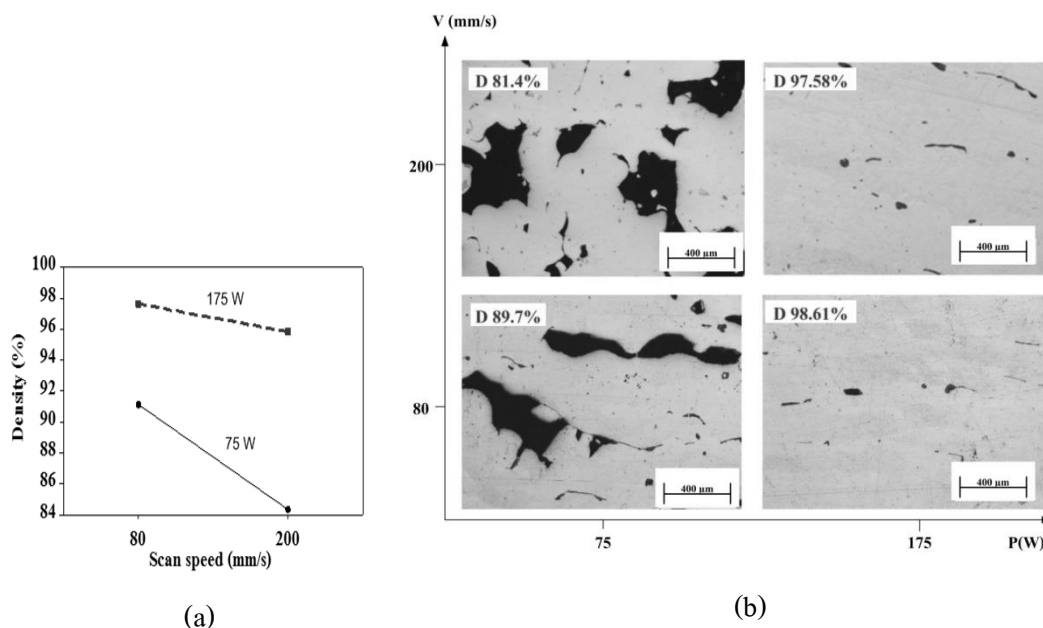 100
98
96
94
92
90
88
86
84
Density (%)
175 W
75 W
80
200
Scan speed (mm/s)
(a)
V (mm/s)
200
80
D 81.4%
400 µm
D 97.58%
400 µm
D 89.7%
400 µm
D 98.61%
400 µm
75
175
P(W)
(b)